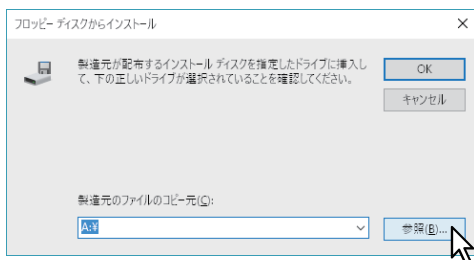 フロッピー ディスクからインストール
製造元が配布するインストール ディスクを指定したドライブに挿入し
て、下の正しいドライブが選択されていることを確認してください。
OK
キャンセル
製造元のファイルのコピー元(C):
A:¥
参照(B)...